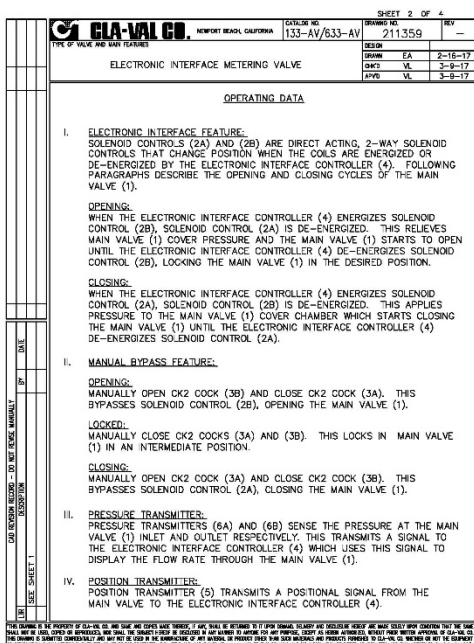 SHEET 2 OF 4
CLA-VAL CO. NEWPORT BEACH, CALIFORNIA
CATALOG NO.
133-AV/633-AV
DRAWING NO.
211359
REV
-
TYPE OF VALVE AND MAIN FEATURES
ELECTRONIC INTERFACE METERING VALVE
DESIGN
DRAWN EA 2-16-17
CHK'D VL 3-9-17
APVD VL 3-9-17
OPERATING DATA
I. ELECTRONIC INTERFACE FEATURE:
SOLENOID CONTROLS (2A) AND (2B) ARE DIRECT ACTING, 2-WAY SOLENOID
CONTROLS THAT CHANGE POSITION WHEN THE COILS ARE ENERGIZED OR
DE-ENERGIZED BY THE ELECTRONIC INTERFACE CONTROLLER (4). FOLLOWING
PARAGRAPHS DESCRIBE THE OPENING AND CLOSING CYCLES OF THE MAIN
VALVE (1).
OPENING:
WHEN THE ELECTRONIC INTERFACE CONTROLLER (4) ENERGIZES SOLENOID
CONTROL (2B), SOLENOID CONTROL (2A) IS DE-ENERGIZED. THIS RELIEVES
MAIN VALVE (1) COVER PRESSURE AND THE MAIN VALVE (1) STARTS TO OPEN
UNTIL THE ELECTRONIC INTERFACE CONTROLLER (4) DE-ENERGIZES SOLENOID
CONTROL (2B), LOCKING THE MAIN VALVE (1) IN THE DESIRED POSITION.
CLOSING:
WHEN THE ELECTRONIC INTERFACE CONTROLLER (4) ENERGIZES SOLENOID
CONTROL (2A), SOLENOID CONTROL (2B) IS DE-ENERGIZED. THIS APPLIES
PRESSURE TO THE MAIN VALVE (1) COVER CHAMBER WHICH STARTS CLOSING
THE MAIN VALVE (1) UNTIL THE ELECTRONIC INTERFACE CONTROLLER (4)
DE-ENERGIZES SOLENOID CONTROL (2A).
II. MANUAL BYPASS FEATURE:
OPENING:
MANUALLY OPEN CK2 COCK (3B) AND CLOSE CK2 COCK (3A). THIS
BYPASSES SOLENOID CONTROL (2B), OPENING THE MAIN VALVE (1).
LOCKED:
MANUALLY CLOSE CK2 COCKS (3A) AND (3B). THIS LOCKS IN MAIN VALVE
(1) IN AN INTERMEDIATE POSITION.
CLOSING:
MANUALLY OPEN CK2 COCK (3A) AND CLOSE CK2 COCK (3B). THIS
BYPASSES SOLENOID CONTROL (2A), CLOSING THE MAIN VALVE (1).
III. PRESSURE TRANSMITTER:
PRESSURE TRANSMITTERS (6A) AND (6B) SENSE THE PRESSURE AT THE MAIN
VALVE (1) INLET AND OUTLET RESPECTIVELY. THIS TRANSMITS A SIGNAL TO
THE ELECTRONIC INTERFACE CONTROLLER (4) WHICH USES THIS SIGNAL TO
DISPLAY THE FLOW RATE THROUGH THE MAIN VALVE (1).
IV. POSITION TRANSMITTER:
POSITION TRANSMITTER (5) TRANSMITS A POSITIONAL SIGNAL FROM THE
MAIN VALVE TO THE ELECTRONIC INTERFACE CONTROLLER (4).
CAD REVISION RECORD - DO NOT REVISE MANUALLY
LTR DESCRIPTION BY DATE
SEE SHEET 1